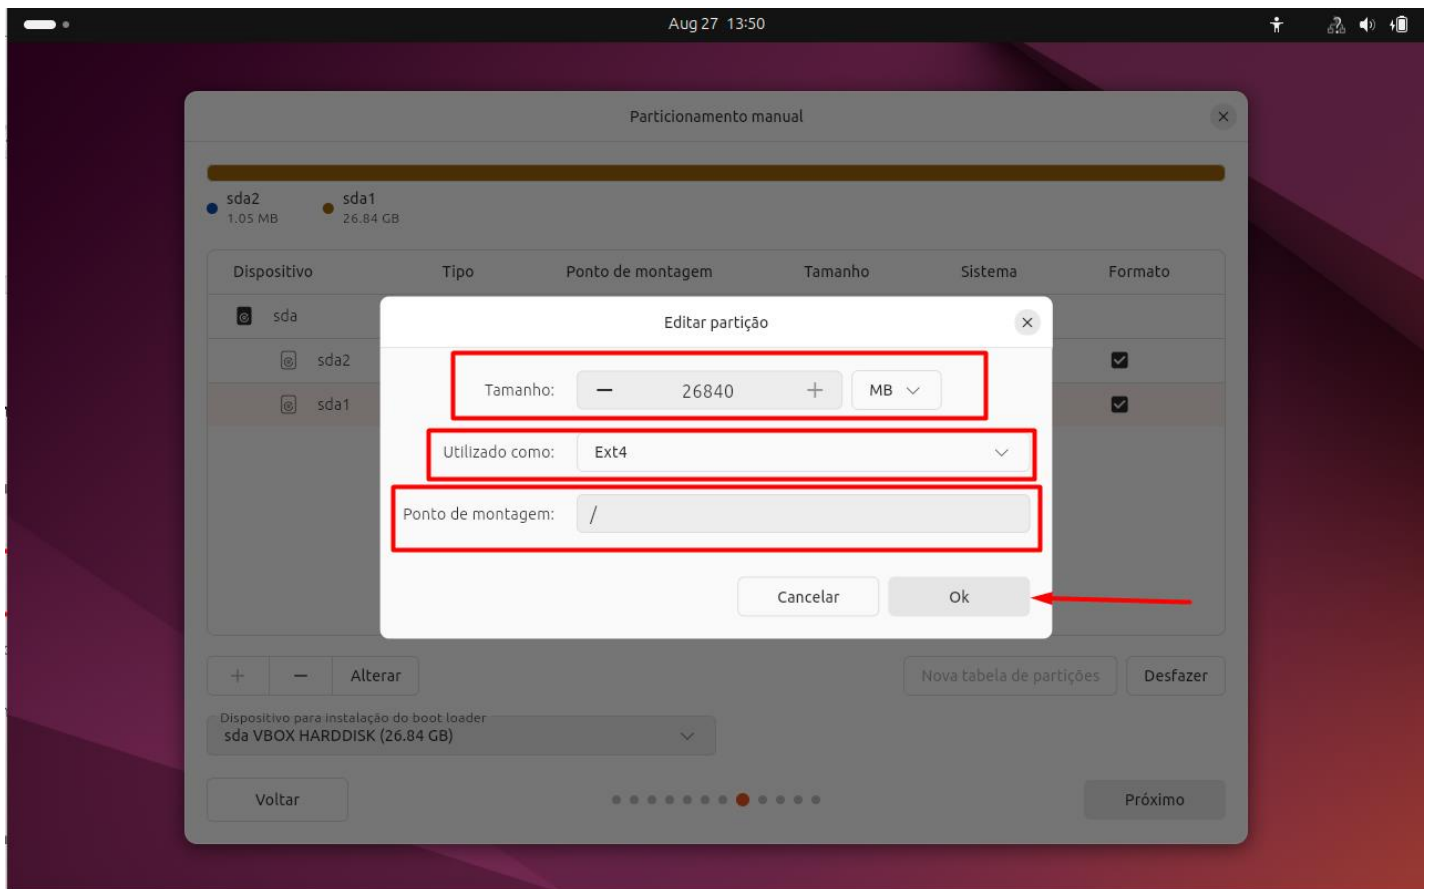 Aug 27 13:50
Particionamento manual
sda2
1.05 MB
sda1
26.84 GB
Dispositivo Tipo Ponto de montagem Tamanho Sistema Formato
sda
sda2
sda1
Editar partição
Tamanho: − 26840 + MB
Utilizado como: Ext4
Ponto de montagem: /
Cancelar Ok
+ − Alterar
Nova tabela de partições Desfazer
Dispositivo para instalação do boot loader
sda VBOX HARDDISK (26.84 GB)
Voltar Próximo